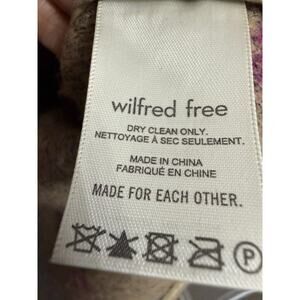 wilfred free
DRY CLEAN ONLY.
NETTOYAGE À SEC SEULEMENT.
MADE IN CHINA
FABRIQUÉ EN CHINE
MADE FOR EACH OTHER.
P